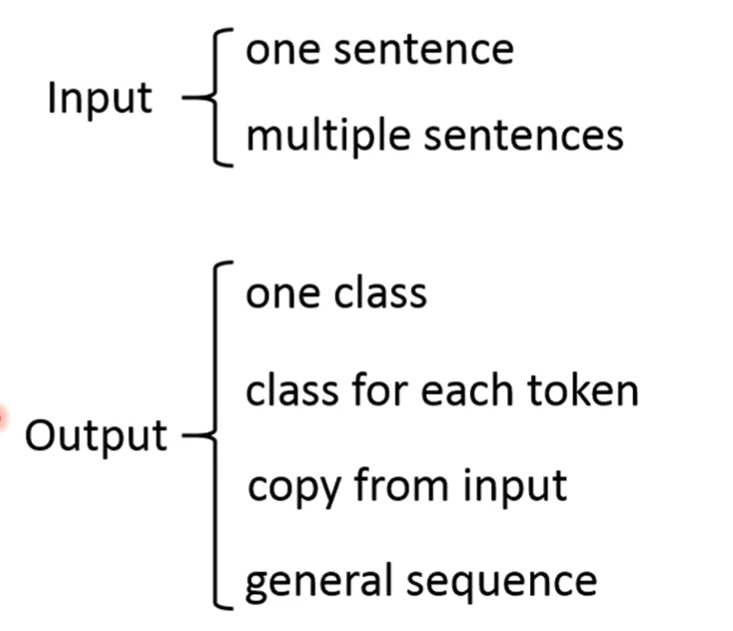 Input
one sentence
multiple sentences
Output
one class
class for each token
copy from input
general sequence